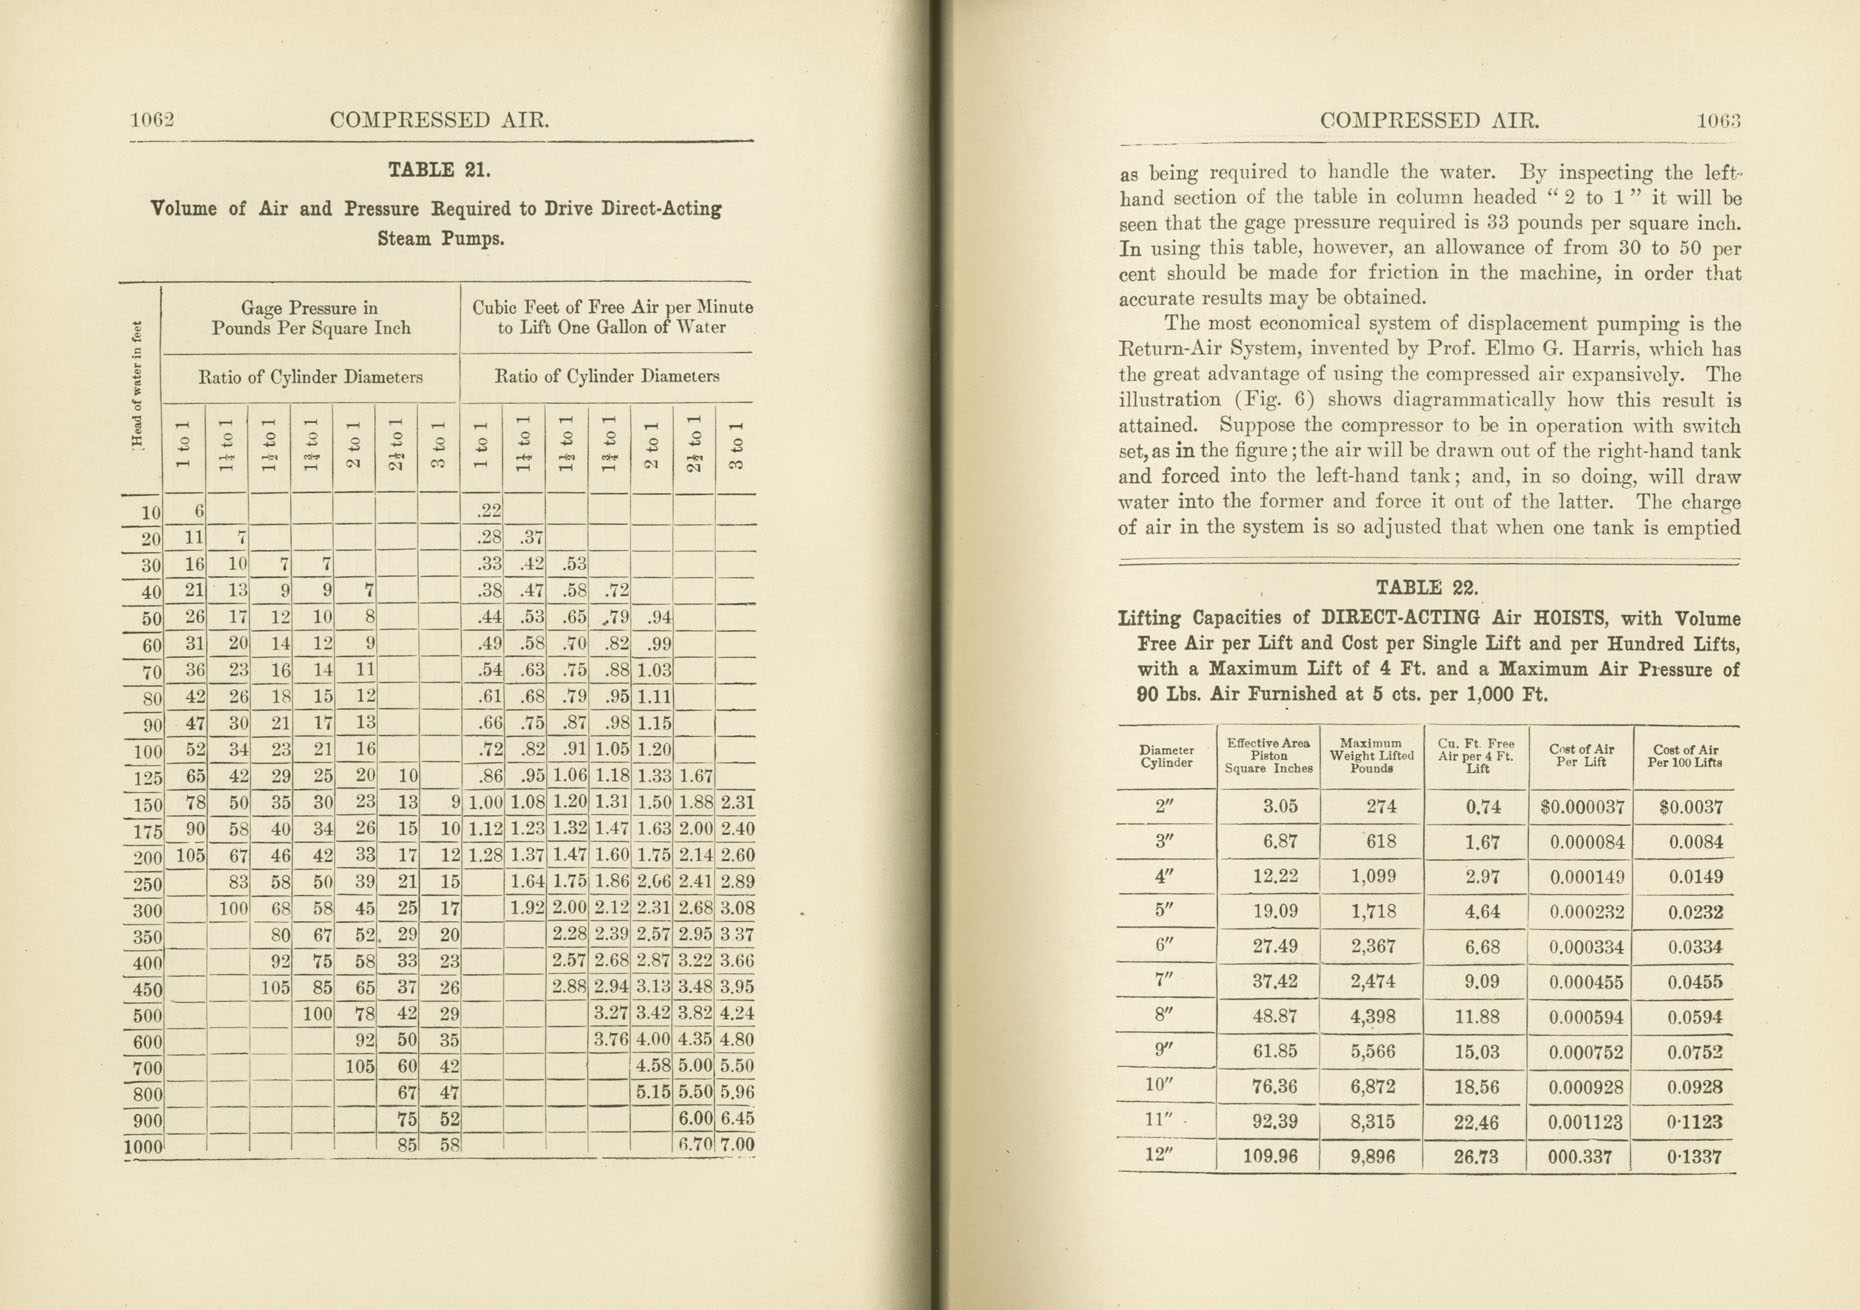 1062 COMPRESSED AIR.
TABLE 21.
Volume of Air and Pressure Required to Drive Direct-Acting
Steam Pumps.
Head of water in feet
Gage Pressure in
Pounds Per Square Inch
Cubic Feet of Free Air per Minute
to Lift One Gallon of Water
Ratio of Cylinder Diameters Ratio of Cylinder Diameters
1 to 1 1¼ to 1 1½ to 1 1¾ to 1 2 to 1 2½ to 1 3 to 1 1 to 1 1¼ to 1 1½ to 1 1¾ to 1 2 to 1 2½ to 1 3 to 1
10 6 .22
20 11 7 .28 .37
30 16 10 7 7 .33 .42 .53
40 21 13 9 9 7 .38 .47 .58 .72
50 26 17 12 10 8 .44 .53 .65 .79 .94
60 31 20 14 12 9 .49 .58 .70 .82 .99
70 36 23 16 14 11 .54 .63 .75 .88 1.03
80 42 26 18 15 12 .61 .68 .79 .95 1.11
90 47 30 21 17 13 .66 .75 .87 .98 1.15
100 52 34 23 21 16 .72 .82 .91 1.05 1.20
125 65 42 29 25 20 10 .86 .95 1.06 1.18 1.33 1.67
150 78 50 35 30 23 13 9 1.00 1.08 1.20 1.31 1.50 1.88 2.31
175 90 58 40 34 26 15 10 1.12 1.23 1.32 1.47 1.63 2.00 2.40
200 105 67 46 42 33 17 12 1.28 1.37 1.47 1.60 1.75 2.14 2.60
250 83 58 50 39 21 15 1.64 1.75 1.86 2.06 2.41 2.89
300 100 68 58 45 25 17 1.92 2.00 2.12 2.31 2.68 3.08
350 80 67 52 29 20 2.28 2.39 2.57 2.95 3 37
400 92 75 58 33 23 2.57 2.68 2.87 3.22 3.66
450 105 85 65 37 26 2.88 2.94 3.13 3.48 3.95
500 100 78 42 29 3.27 3.42 3.82 4.24
600 92 50 35 3.76 4.00 4.35 4.80
700 105 60 42 4.58 5.00 5.50
800 67 47 5.15 5.50 5.96
900 75 52 6.00 6.45
1000 85 58 6.70 7.00
COMPRESSED AIR. 1063
as being required to handle the water. By inspecting the left-
hand section of the table in column headed “ 2 to 1 ” it will be
seen that the gage pressure required is 33 pounds per square inch.
In using this table, however, an allowance of from 30 to 50 per
cent should be made for friction in the machine, in order that
accurate results may be obtained.
The most economical system of displacement pumping is the
Return-Air System, invented by Prof. Elmo G. Harris, which has
the great advantage of using the compressed air expansively. The
illustration (Fig. 6) shows diagrammatically how this result is
attained. Suppose the compressor to be in operation with switch
set, as in the figure ; the air will be drawn out of the right-hand tank
and forced into the left-hand tank ; and, in so doing, will draw
water into the former and force it out of the latter. The charge
of air in the system is so adjusted that when one tank is emptied
TABLE 22.
Lifting Capacities of DIRECT-ACTING Air HOISTS, with Volume
Free Air per Lift and Cost per Single Lift and per Hundred Lifts,
with a Maximum Lift of 4 Ft. and a Maximum Air Pressure of
90 Lbs. Air Furnished at 5 cts. per 1,000 Ft.
Diameter
Cylinder
Effective Area
Piston
Square Inches
Maximum
Weight Lifted
Pounds
Cu. Ft. Free
Air per 4 Ft.
Lift
Cost of Air
Per Lift
Cost of Air
Per 100 Lifts
2″ 3.05 274 0.74 $0.000037 $0.0037
3″ 6.87 618 1.67 0.000084 0.0084
4″ 12.22 1,099 2.97 0.000149 0.0149
5″ 19.09 1,718 4.64 0.000232 0.0232
6″ 27.49 2,367 6.68 0.000334 0.0334
7″ 37.42 2,474 9.09 0.000455 0.0455
8″ 48.87 4,398 11.88 0.000594 0.0594
9″ 61.85 5,566 15.03 0.000752 0.0752
10″ 76.36 6,872 18.56 0.000928 0.0928
11″ 92.39 8,315 22.46 0.001123 0·1123
12″ 109.96 9,896 26.73 000.337 0·1337